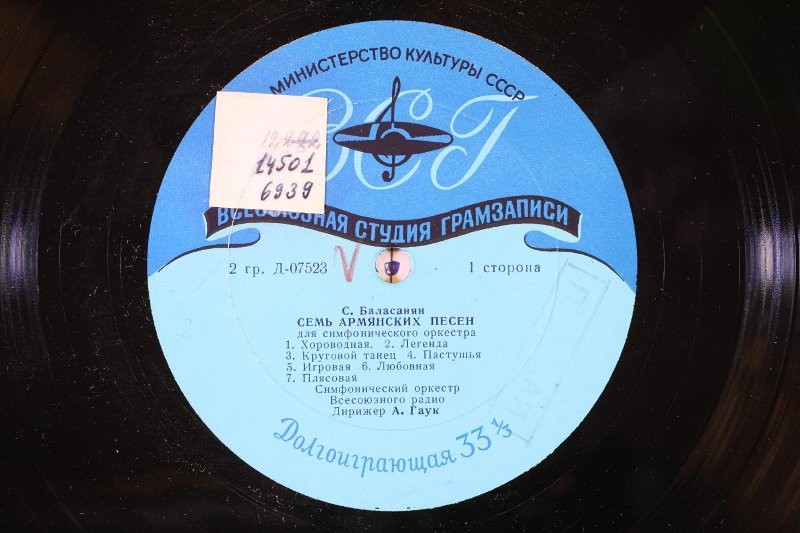 МИНИСТЕРСТВО КУЛЬТУРЫ СССР
ВСГ
14501
6939
ВСЕСОЮЗНАЯ СТУДИЯ ГРАМЗАПИСИ
2 гр. Д-07523 V 1 сторона
С. Баласанян
СЕМЬ АРМЯНСКИХ ПЕСЕН
для симфонического оркестра
1. Хороводная. 2. Легенда
3. Круговой танец 4. Пастушья
5. Игровая 6. Любовная
7. Плясовая
Симфонический оркестр
Всесоюзного радио
Дирижер А. Гаук
Долгоиграющая 33 ⅓